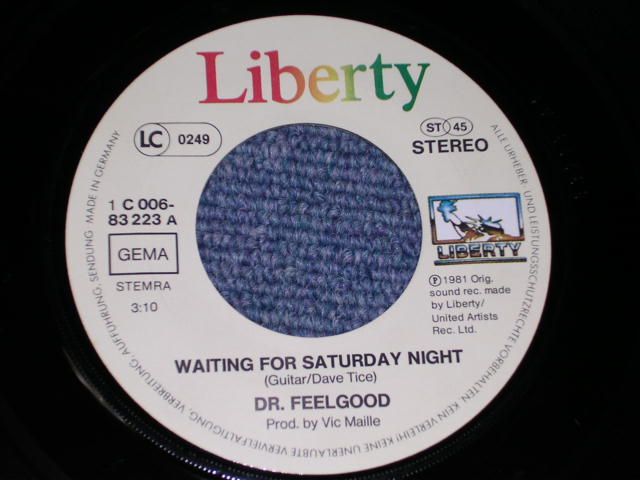 Liberty
LC 0249
ST 45
STEREO
1 C 006-
83 223 A
GEMA
STEMRA
3:10
LIBERTY
℗ 1981 Orig.
sound rec. made
by Liberty/
United Artists
Rec. Ltd.
WAITING FOR SATURDAY NIGHT
(Guitar/Dave Tice)
DR. FEELGOOD
Prod. by Vic Maille
ALLE URHEBER- UND LEISTUNGSSCHUTZRECHTE VORBEHALTEN KEIN VERLEIH! KEINE UNERLAUBTE VERVIELFÄLTIGUNG, VERBREITUNG, AUFFÜHRUNG, SENDUNG MADE IN GERMANY